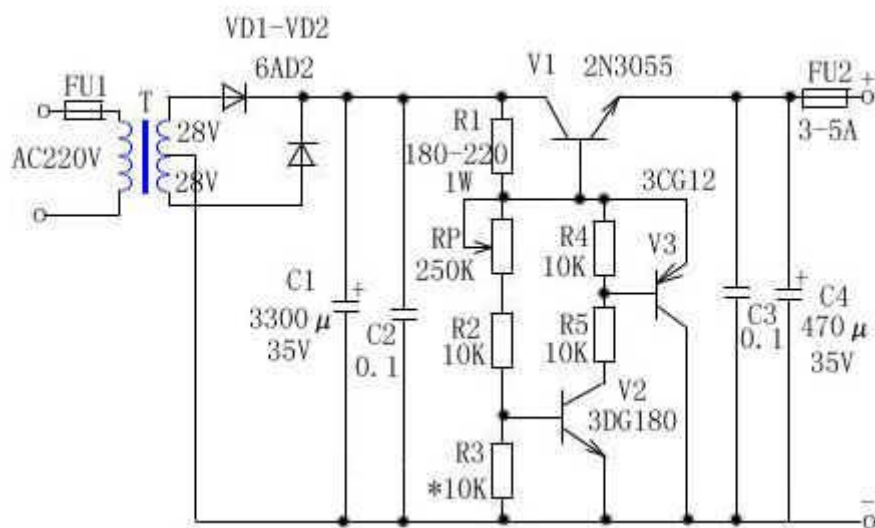 VD1-VD2
6AD2
FU1
T
28V
28V
AC220V
V1
2N3055
FU2
+
3-5A
R1
180-220
1W
3CG12
RP
250K
R4
10K
V3
C1
+
3300μ
35V
C2
0.1
R2
10K
R5
10K
C3
0.1
+
C4
470μ
35V
V2
3DG180
R3
*10K
-